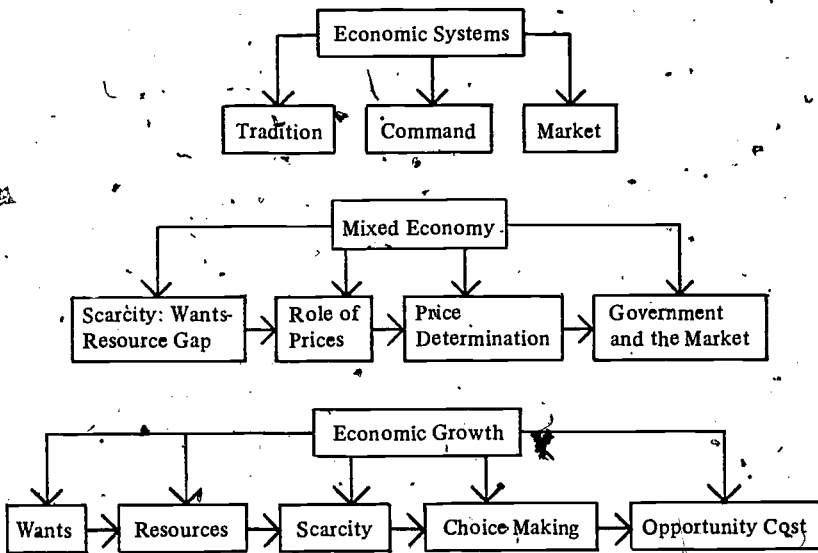 Economic Systems
Tradition
Command
Market
Mixed Economy
Scarcity: Wants-
Resource Gap
Role of
Prices
Price
Determination
Government
and the Market
Economic Growth
Wants
Resources
Scarcity
Choice Making
Opportunity Cost